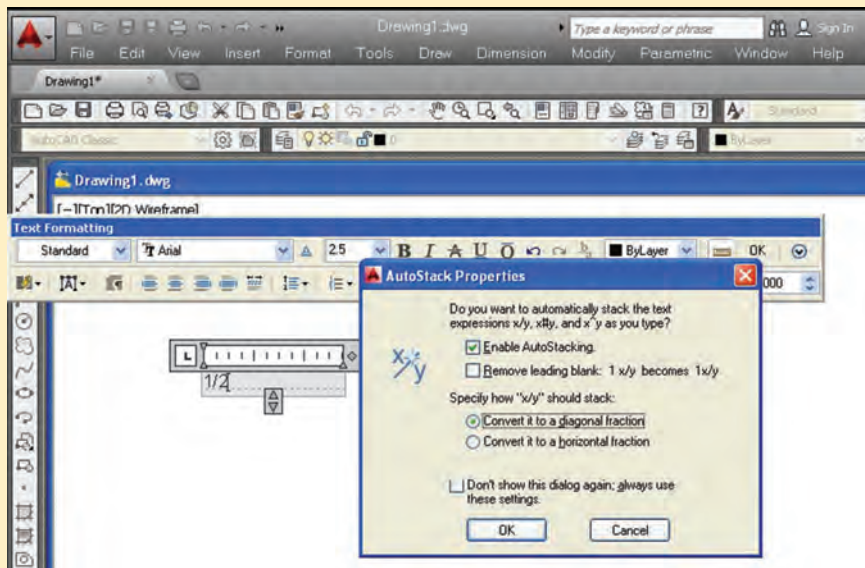 Drawing1.dwg
Type a keyword or phrase
Sign In
File Edit View Insert Format Tools Draw Dimension Modify Parametric Window Help
Drawing1*
Standard
AutoCAD Classic
0
ByLayer
Drawing1.dwg
[–][Top][2D Wireframe]
Text Formatting
Standard
Arial
2.5
B I A U O
ByLayer
OK
000
AutoStack Properties
Do you want to automatically stack the text
expressions x/y, x#y, and x^y as you type?
Enable AutoStacking.
Remove leading blank: 1 x/y becomes 1x/y
Specify how "x/y" should stack:
Convert it to a diagonal fraction
Convert it to a horizontal fraction
Don't show this dialog again; always use
these settings.
OK
Cancel
x/y
L
1/2